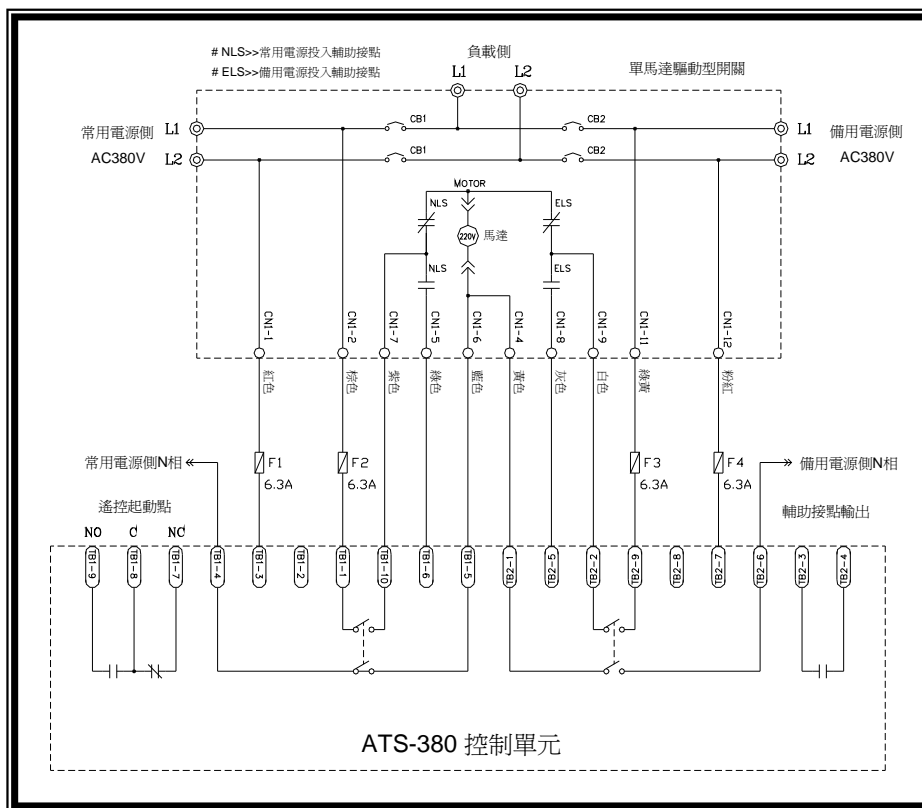 # NLS>>常用電源投入輔助接點
# ELS>>備用電源投入輔助接點
負載側
L1
L2
單馬達驅動型開關
常用電源側
AC380V
L1
L2
CB1
CB1
CB2
CB2
L1
L2
備用電源側
AC380V
MOTOR
NLS
ELS
220V
馬達
NLS
ELS
CN1-1
CN1-2
CN1-7
CN1-5
CN1-6
CN1-4
CN1-8
CN1-9
CN1-11
CN1-12
紅色
棕色
紫色
綠色
藍色
黃色
灰色
白色
綠黃
粉紅
常用電源側N相
F1
6.3A
F2
6.3A
F3
6.3A
F4
6.3A
備用電源側N相
遙控起動點
NO
C
NC
輔助接點輸出
TB1-9
TB1-8
TB1-7
TB1-4
TB1-3
TB1-2
TB1-1
TB1-10
TB1-6
TB1-5
TB2-1
TB2-5
TB2-2
TB2-9
TB2-8
TB2-7
TB2-6
TB2-3
TB2-4
ATS-380 控制單元